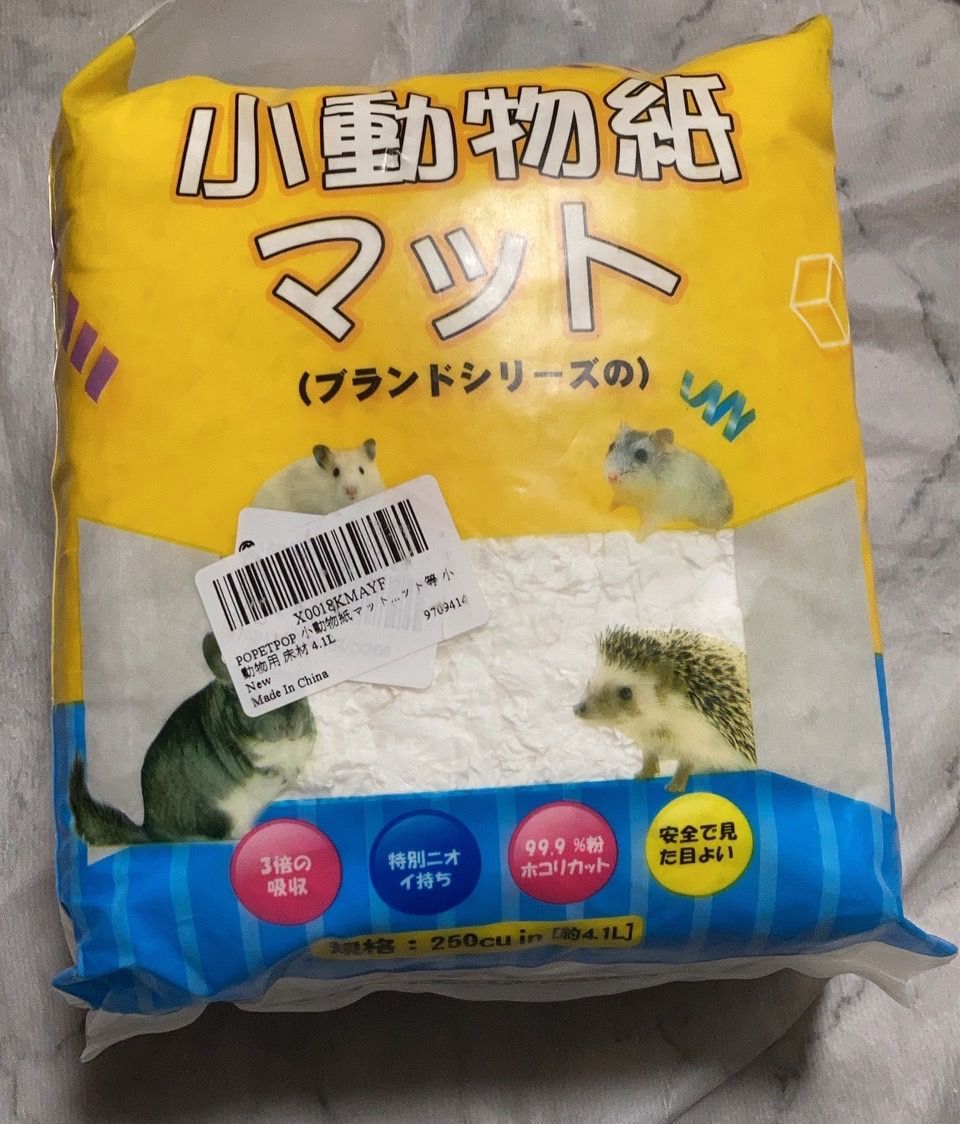 小動物紙
マット
(ブランドシリーズの)
X0018KMAYF
POPETPOP 小動物紙マット...ット等 小
動物用 床材 4.1L
New
Made In China
9709414
3倍の
吸収
特別ニオ
イ持ち
99.9 %粉
ホコリカット
安全で見
た目よい
規格：250cu in [約4.1L]